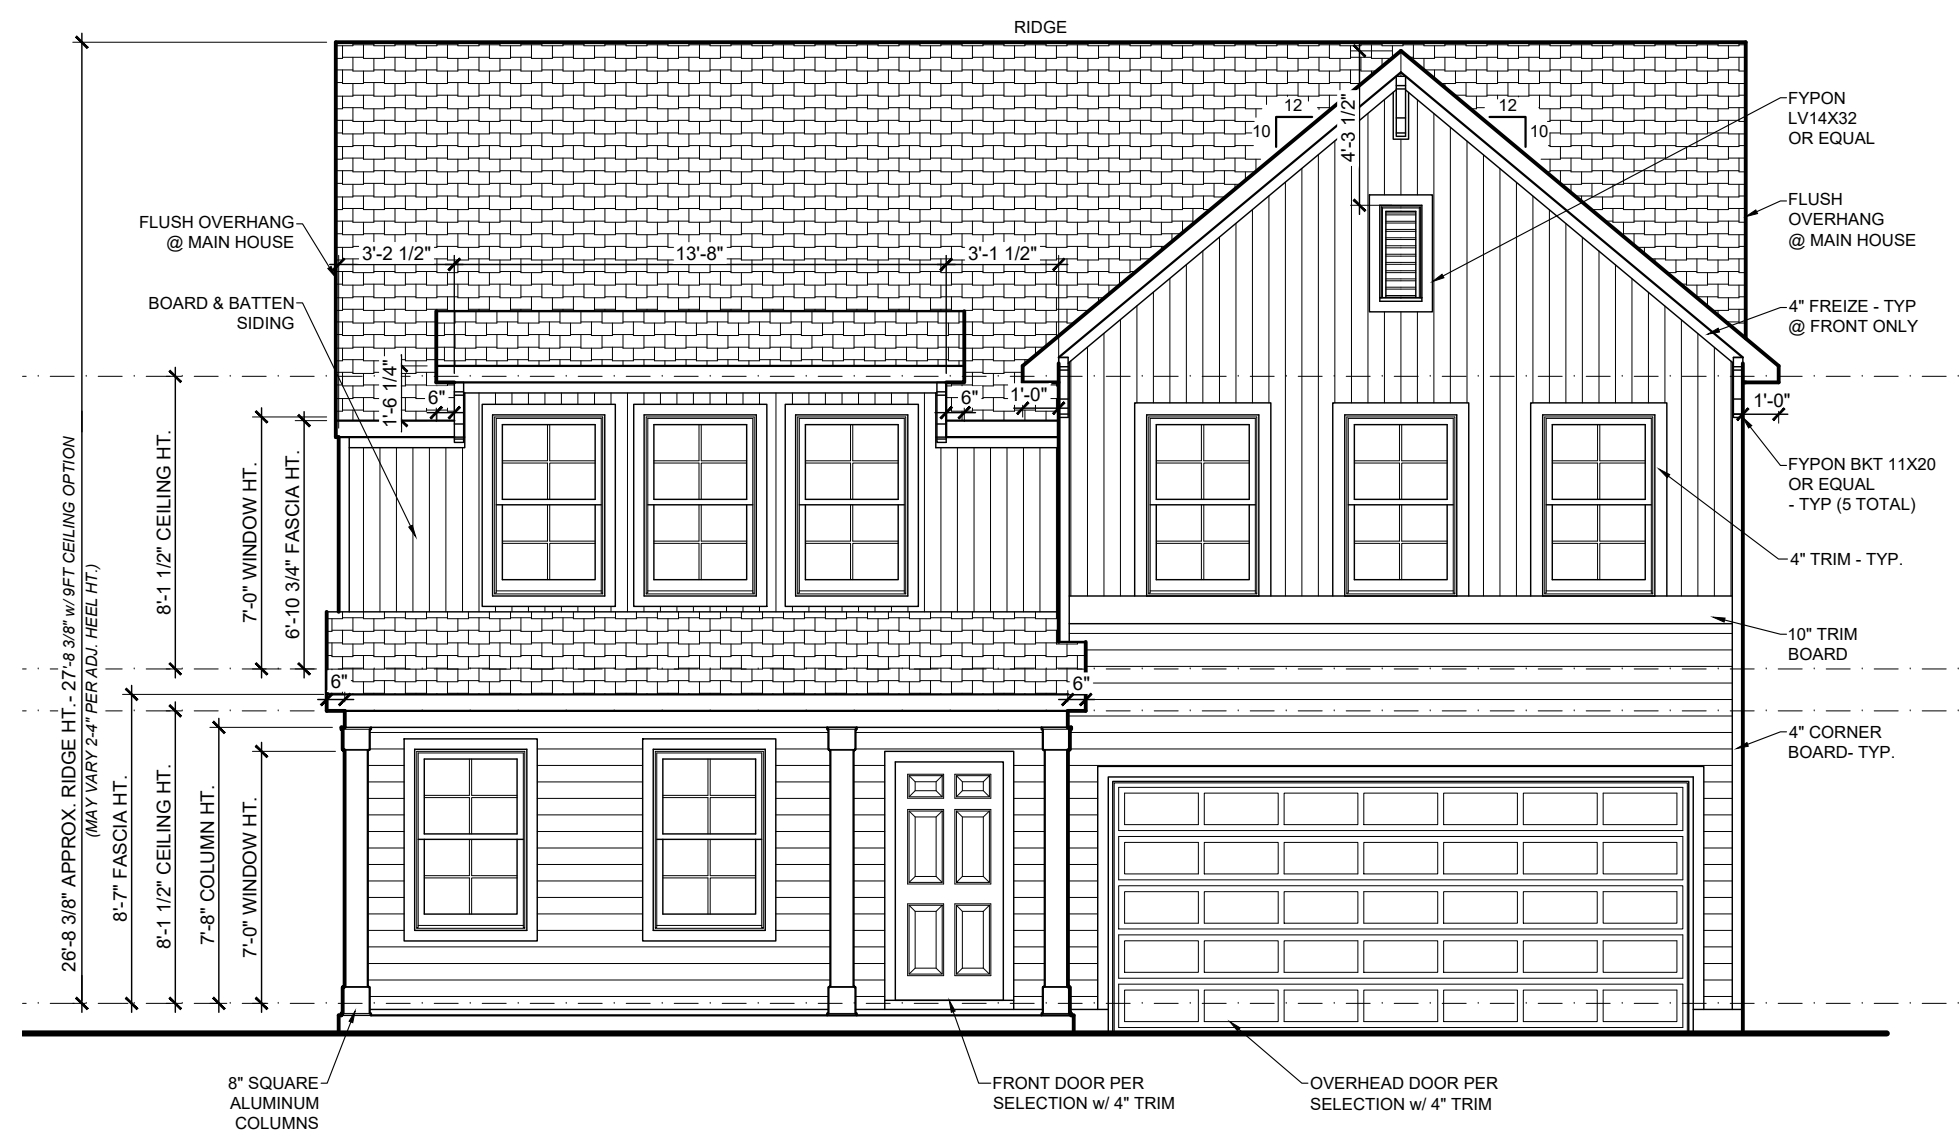 RIDGE
FYPON
LV14X32
OR EQUAL
12
10
12
10
4'-3 1/2"
FLUSH OVERHANG
@ MAIN HOUSE
FLUSH
OVERHANG
@ MAIN HOUSE
3'-2 1/2"
13'-8"
3'-1 1/2"
BOARD & BATTEN
SIDING
4" FREIZE - TYP
@ FRONT ONLY
1'-6 1/4"
6"
6"
1'-0"
1'-0"
FYPON BKT 11X20
OR EQUAL
- TYP (5 TOTAL)
8'-1 1/2" CEILING HT.
7'-0" WINDOW HT.
6'-10 3/4" FASCIA HT.
4" TRIM - TYP.
10" TRIM
BOARD
6"
6"
4" CORNER
BOARD- TYP.
26'-8 3/8" APPROX. RIDGE HT. - 27'-8 3/8" w/ 9FT CEILING OPTION
(MAY VARY 2-4" PER ADJ. HEEL HT.)
8'-7" FASCIA HT.
8'-1 1/2" CEILING HT.
7'-8" COLUMN HT.
7'-0" WINDOW HT.
8" SQUARE
ALUMINUM
COLUMNS
FRONT DOOR PER
SELECTION w/ 4" TRIM
OVERHEAD DOOR PER
SELECTION w/ 4" TRIM